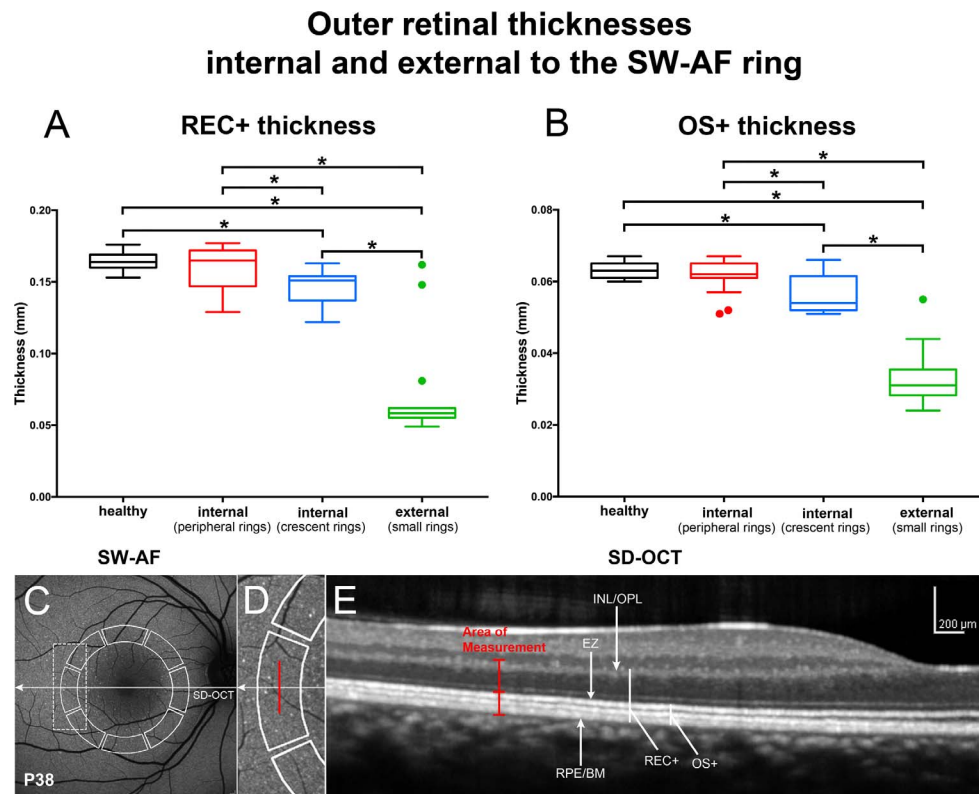 Outer retinal thicknesses
internal and external to the SW-AF ring
A
REC+ thickness
*
*
*
*
*
0.20
0.15
0.10
0.05
0.00
Thickness (mm)
healthy
internal
(peripheral rings)
internal
(crescent rings)
external
(small rings)
B
OS+ thickness
*
*
*
*
*
0.08
0.06
0.04
0.02
0.00
Thickness (mm)
healthy
internal
(peripheral rings)
internal
(crescent rings)
external
(small rings)
SW-AF
SD-OCT
C
SD-OCT
P38
D
E
INL/OPL
Area of
Measurement
EZ
200 µm
RPE/BM
REC+
OS+